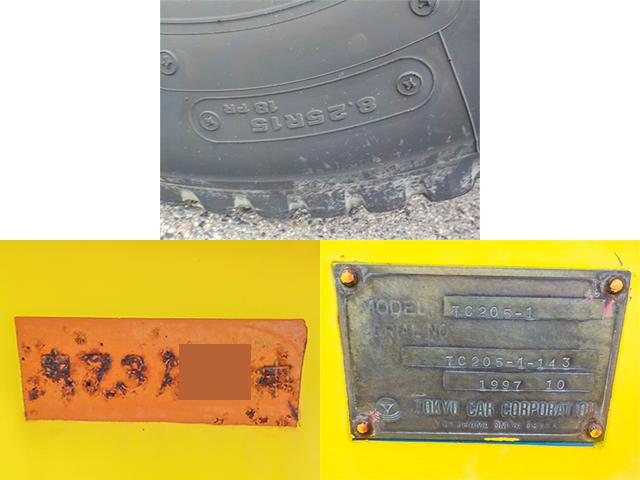 8.25R15
18PR
MODEL TC205-1
SERIAL NO.
TC205-1-143
1997 10
TOKYO CAR CORPORATION